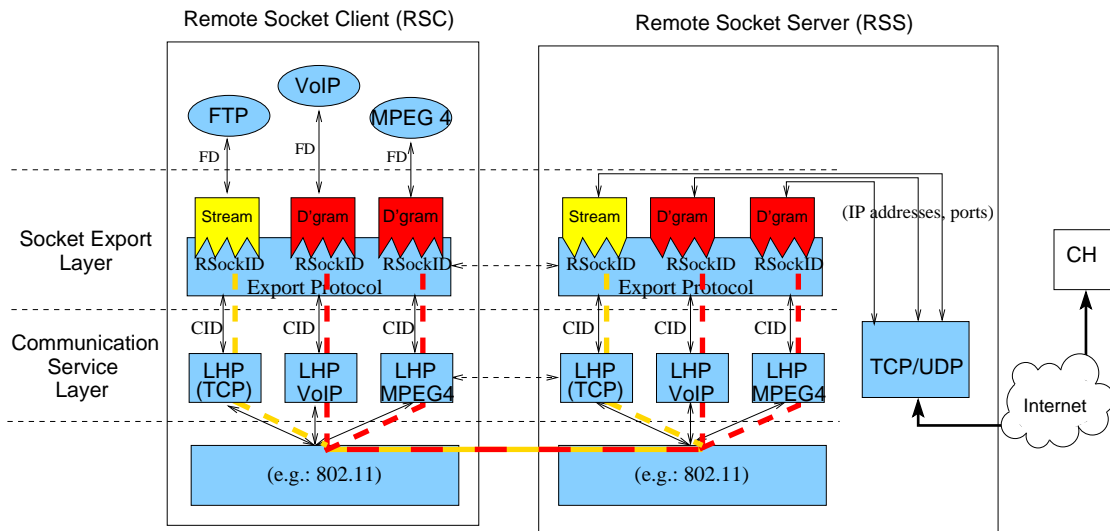 Remote Socket Client (RSC)
Remote Socket Server (RSS)
FTP
VoIP
MPEG 4
FD
FD
FD
Socket Export
Layer
Stream
D'gram
D'gram
RSockID
RSockID
RSockID
Export Protocol
Stream
D'gram
D'gram
(IP addresses, ports)
RSockID
RSockID
RSockID
Export Protocol
CH
Communication
Service
Layer
CID
CID
CID
LHP
(TCP)
LHP
VoIP
LHP
MPEG4
CID
CID
CID
LHP
(TCP)
LHP
VoIP
LHP
MPEG4
TCP/UDP
Internet
(e.g.: 802.11)
(e.g.: 802.11)